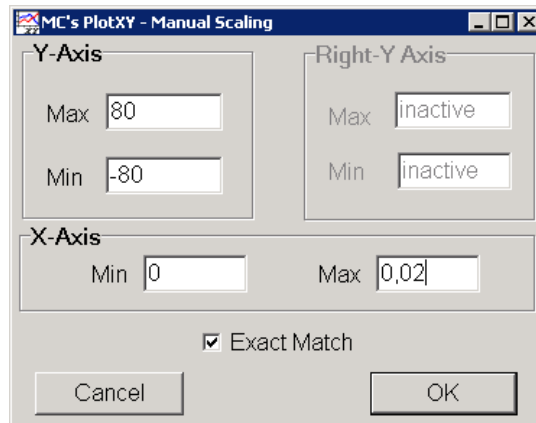 MC's PlotXY - Manual Scaling
Y-Axis
Max 80
Min -80
Right-Y Axis
Max inactive
Min inactive
X-Axis
Min 0 Max 0,02
Exact Match
Cancel OK